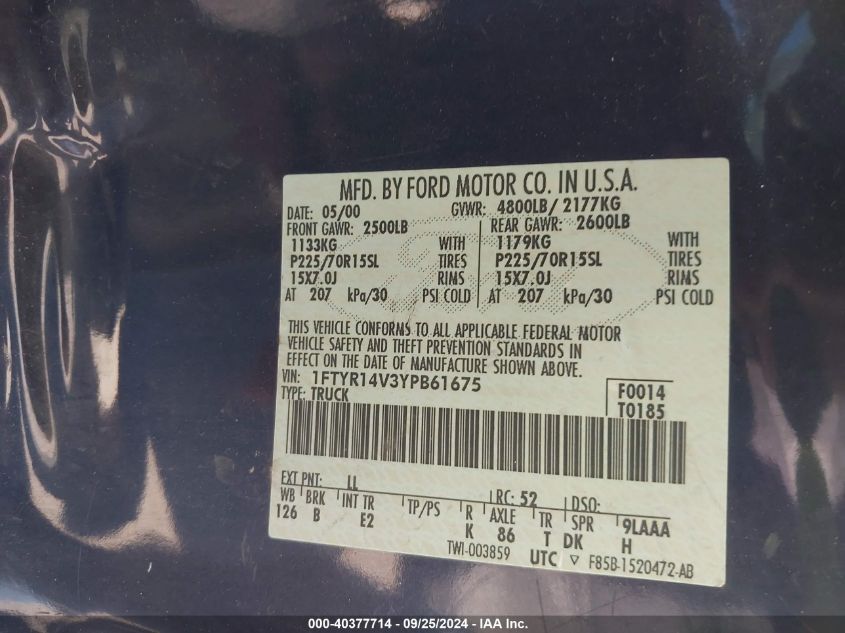 MFD. BY FORD MOTOR CO. IN U.S.A.
DATE: 05/00 GVWR: 4800LB/ 2177KG
FRONT GAWR: 2500LB REAR GAWR: 2600LB
1133KG WITH 1179KG WITH
P225/70R15SL TIRES P225/70R15SL TIRES
15X7.0J RIMS 15X7.0J RIMS
AT 207 kPa/30 PSI COLD AT 207 kPa/30 PSI COLD
THIS VEHICLE CONFORMS TO ALL APPLICABLE FEDERAL MOTOR
VEHICLE SAFETY AND THEFT PREVENTION STANDARDS IN
EFFECT ON THE DATE OF MANUFACTURE SHOWN ABOVE.
VIN: 1FTYR14V3YPB61675 F0014
TYPE: TRUCK T0185
EXT PNT: LL RC: 52 DSO:
WB BRK INT TR TP/PS R AXLE TR SPR 9LAAA
126 B E2 K 86 T DK H
TWI-003859 UTC ▽ F85B-1520472-AB
000-40377714 - 09/25/2024 - IAA Inc.